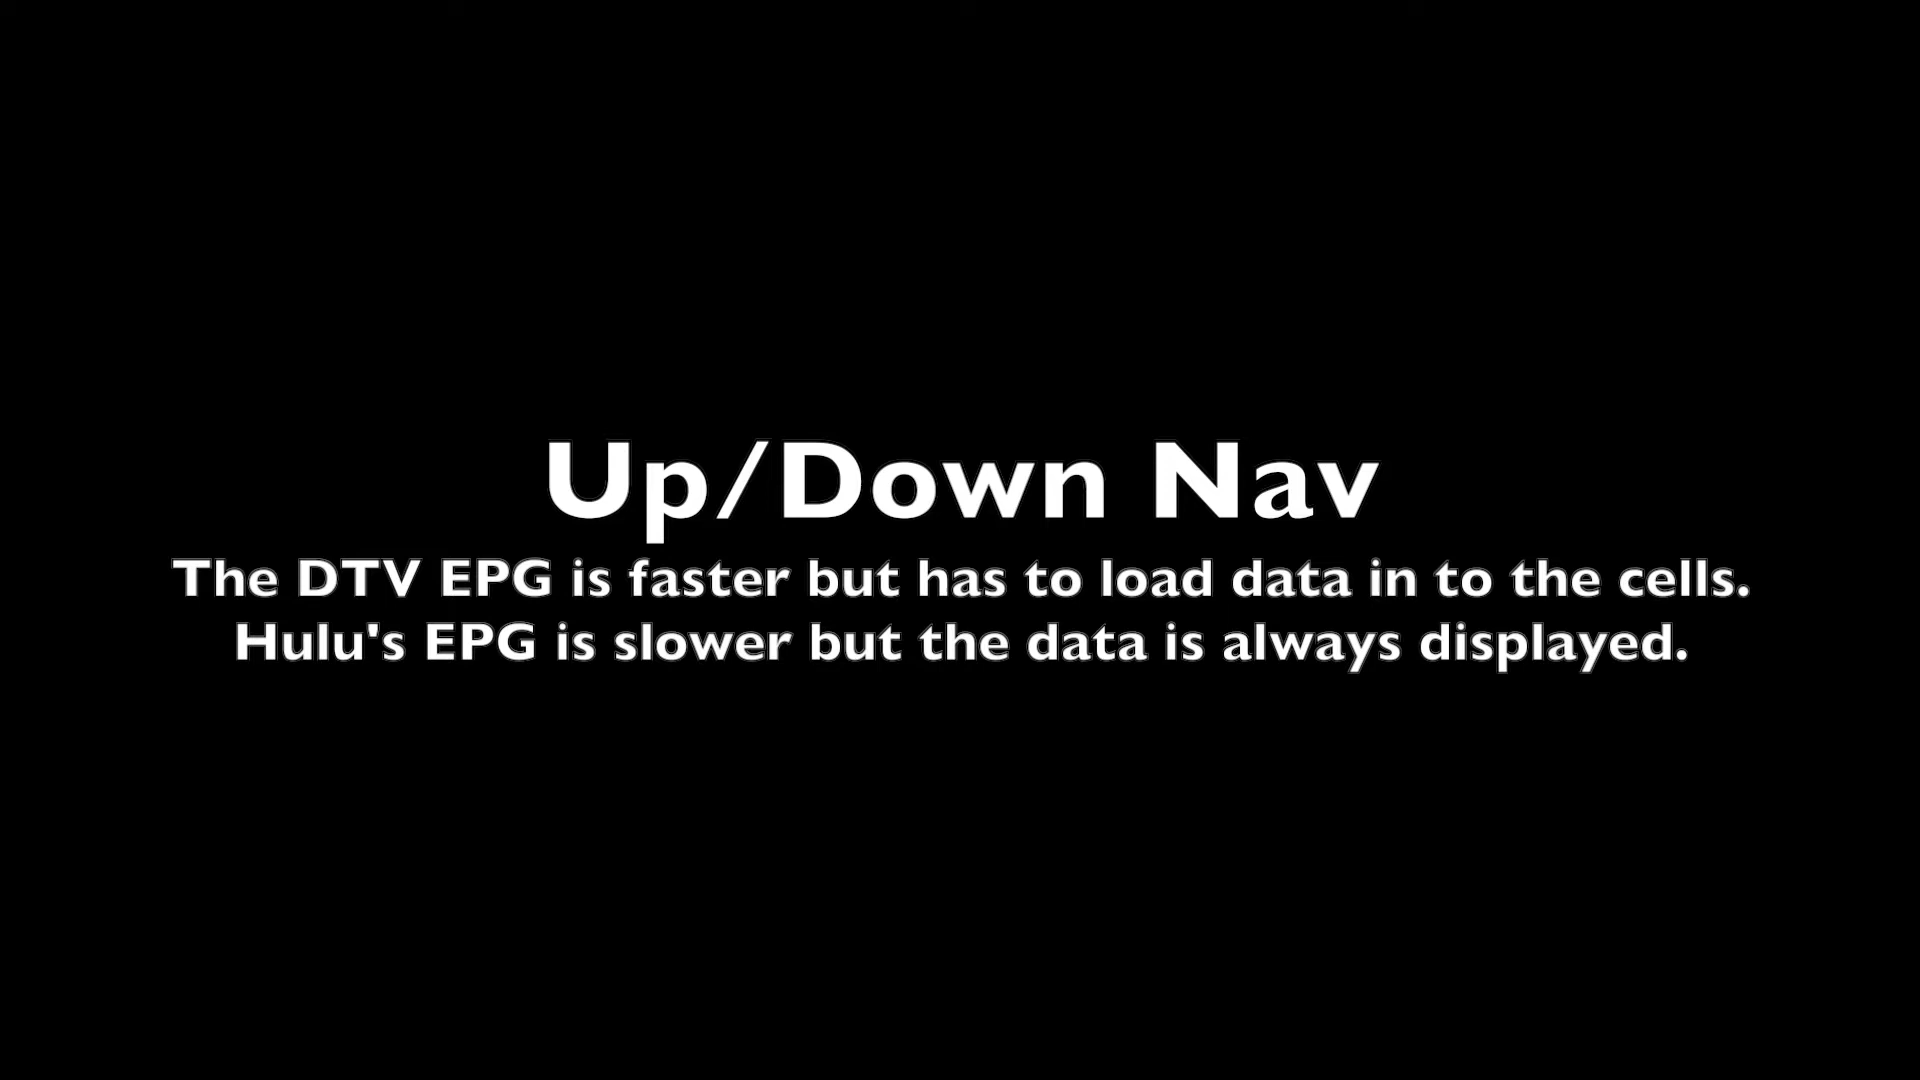 Up/Down Nav
The DTV EPG is faster but has to load data in to the cells.
Hulu's EPG is slower but the data is always displayed.